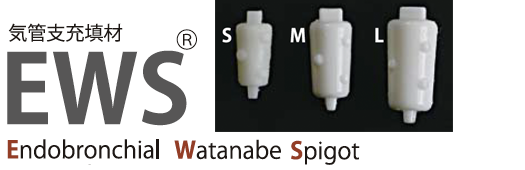 気管支充填材
EWS®
S M L
Endobronchial Watanabe Spigot